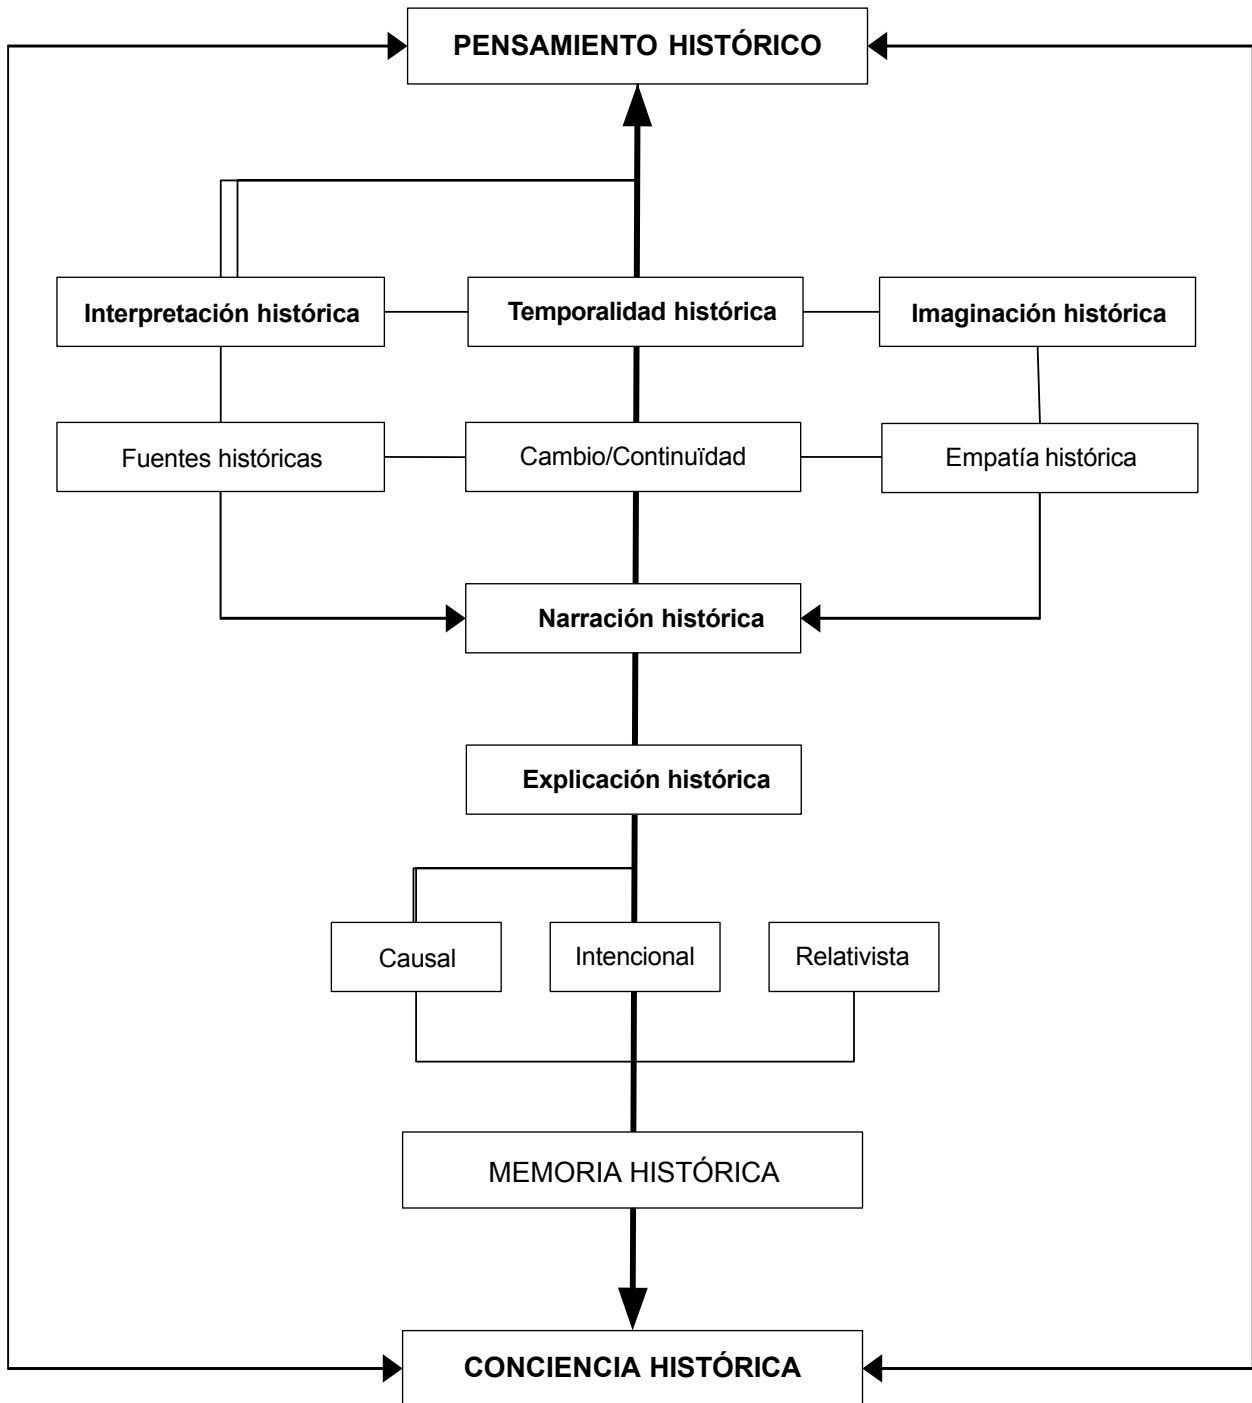 PENSAMIENTO HISTÓRICO
Interpretación histórica
Temporalidad histórica
Imaginación histórica
Fuentes históricas
Cambio/Continuïdad
Empatía histórica
Narración histórica
Explicación histórica
Causal
Intencional
Relativista
MEMORIA HISTÓRICA
CONCIENCIA HISTÓRICA